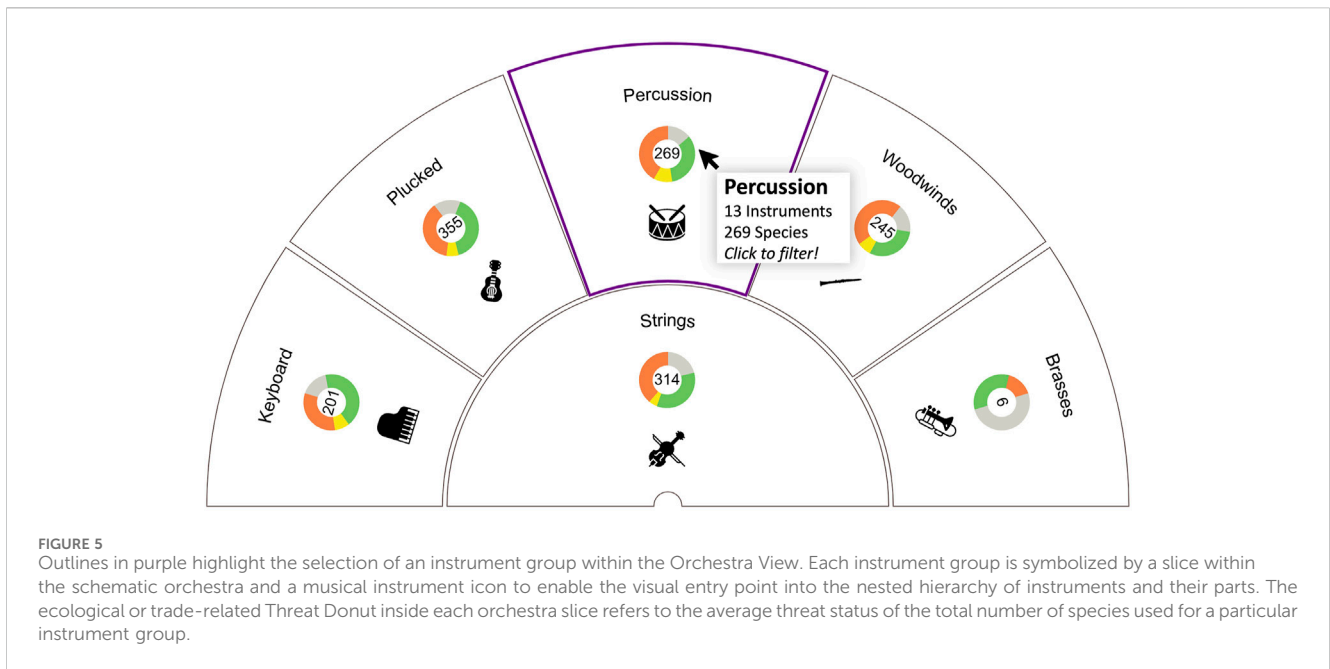 Percussion
269
Percussion
13 Instruments
269 Species
Click to filter!
Plucked
355
Woodwinds
245
Strings
314
Keyboard
201
Brasses
6
FIGURE 5
Outlines in purple highlight the selection of an instrument group within the Orchestra View. Each instrument group is symbolized by a slice within
the schematic orchestra and a musical instrument icon to enable the visual entry point into the nested hierarchy of instruments and their parts. The
ecological or trade-related Threat Donut inside each orchestra slice refers to the average threat status of the total number of species used for a particular
instrument group.